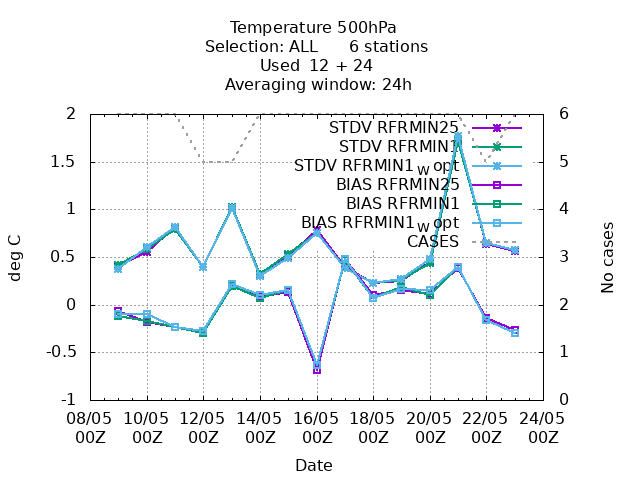 Temperature 500hPa
Selection: ALL 6 stations
Used 12 + 24
Averaging window: 24h
2 6
STDV RFRMIN25
STDV RFRMIN1
1.5 5
STDV RFRMIN1_W opt
BIAS RFRMIN25
BIAS RFRMIN1
1 4
BIAS RFRMIN1_W opt
CASES
deg C
No cases
0.5 3
0 2
-0.5 1
-1 0
08/05 10/05 12/05 14/05 16/05 18/05 20/05 22/05 24/05
00Z 00Z 00Z 00Z 00Z 00Z 00Z 00Z 00Z
Date